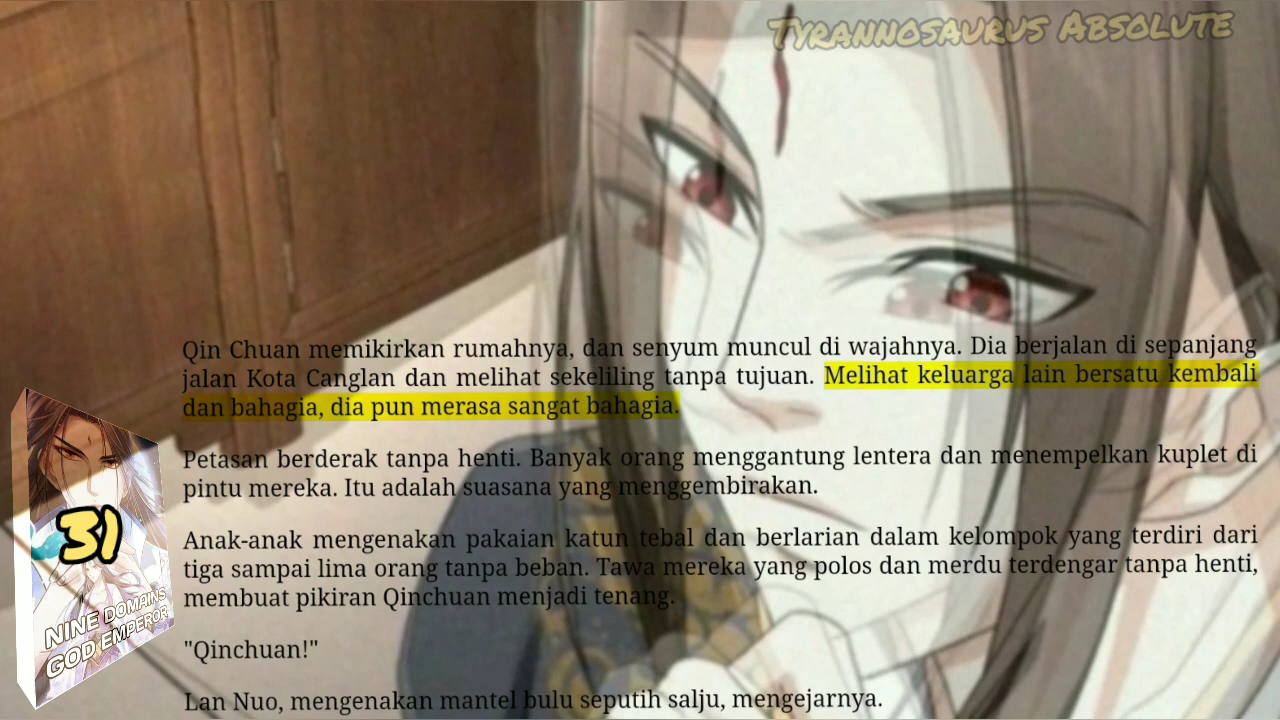 Tyrannosaurus Absolute
Qin Chuan memikirkan rumahnya, dan senyum muncul di wajahnya. Dia berjalan di sepanjang
jalan Kota Canglan dan melihat sekeliling tanpa tujuan. Melihat keluarga lain bersatu kembali
dan bahagia, dia pun merasa sangat bahagia.
Petasan berderak tanpa henti. Banyak orang menggantung lentera dan menempelkan kuplet di
pintu mereka. Itu adalah suasana yang menggembirakan.
Anak-anak mengenakan pakaian katun tebal dan berlarian dalam kelompok yang terdiri dari
tiga sampai lima orang tanpa beban. Tawa mereka yang polos dan merdu terdengar tanpa henti,
membuat pikiran Qinchuan menjadi tenang.
"Qinchuan!"
Lan Nuo, mengenakan mantel bulu seputih salju, mengejarnya.
31
NINE DOMAINS
GOD EMPEROR